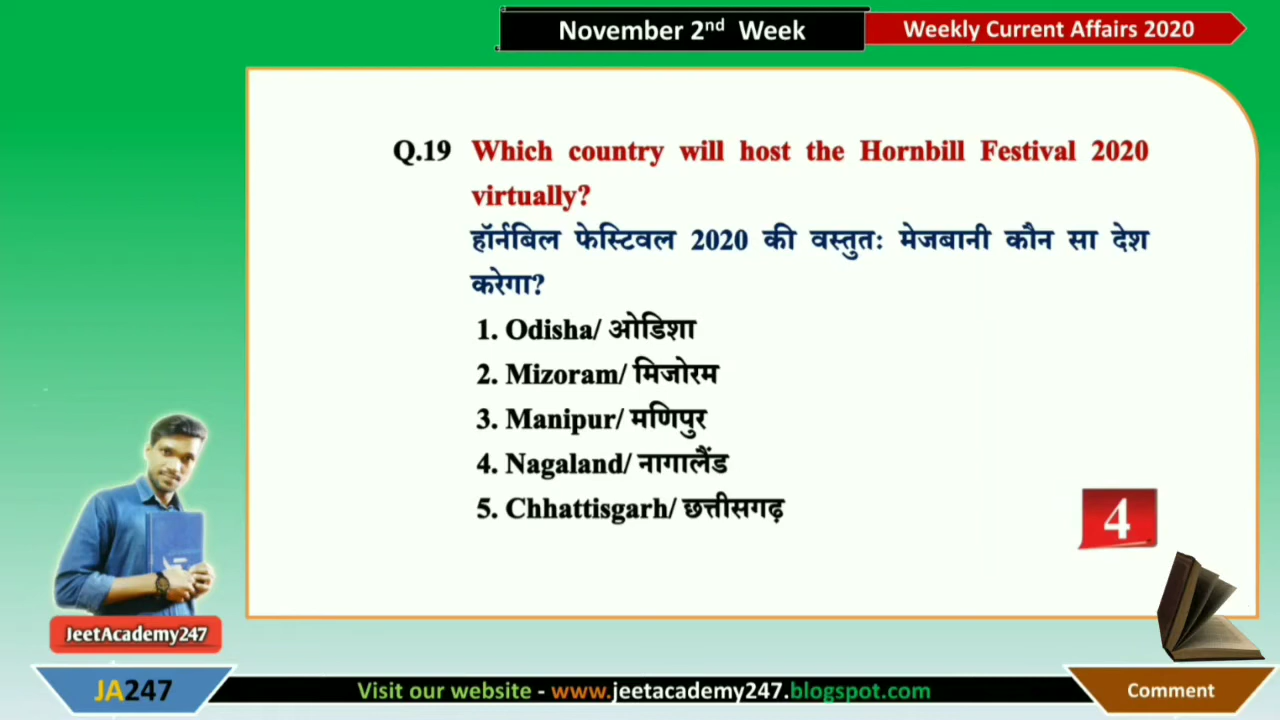 November 2nd Week
Weekly Current Affairs 2020
Q.19 Which country will host the Hornbill Festival 2020
virtually?
हॉर्नबिल फेस्टिवल 2020 की वस्तुतः मेजबानी कौन सा देश
करेगा?
1. Odisha/ ओडिशा
2. Mizoram/ मिजोरम
3. Manipur/ मणिपुर
4. Nagaland/ नागालैंड
5. Chhattisgarh/ छत्तीसगढ़
4
JeetAcademy247
JA247
Visit our website - www.jeetacademy247.blogspot.com
Comment